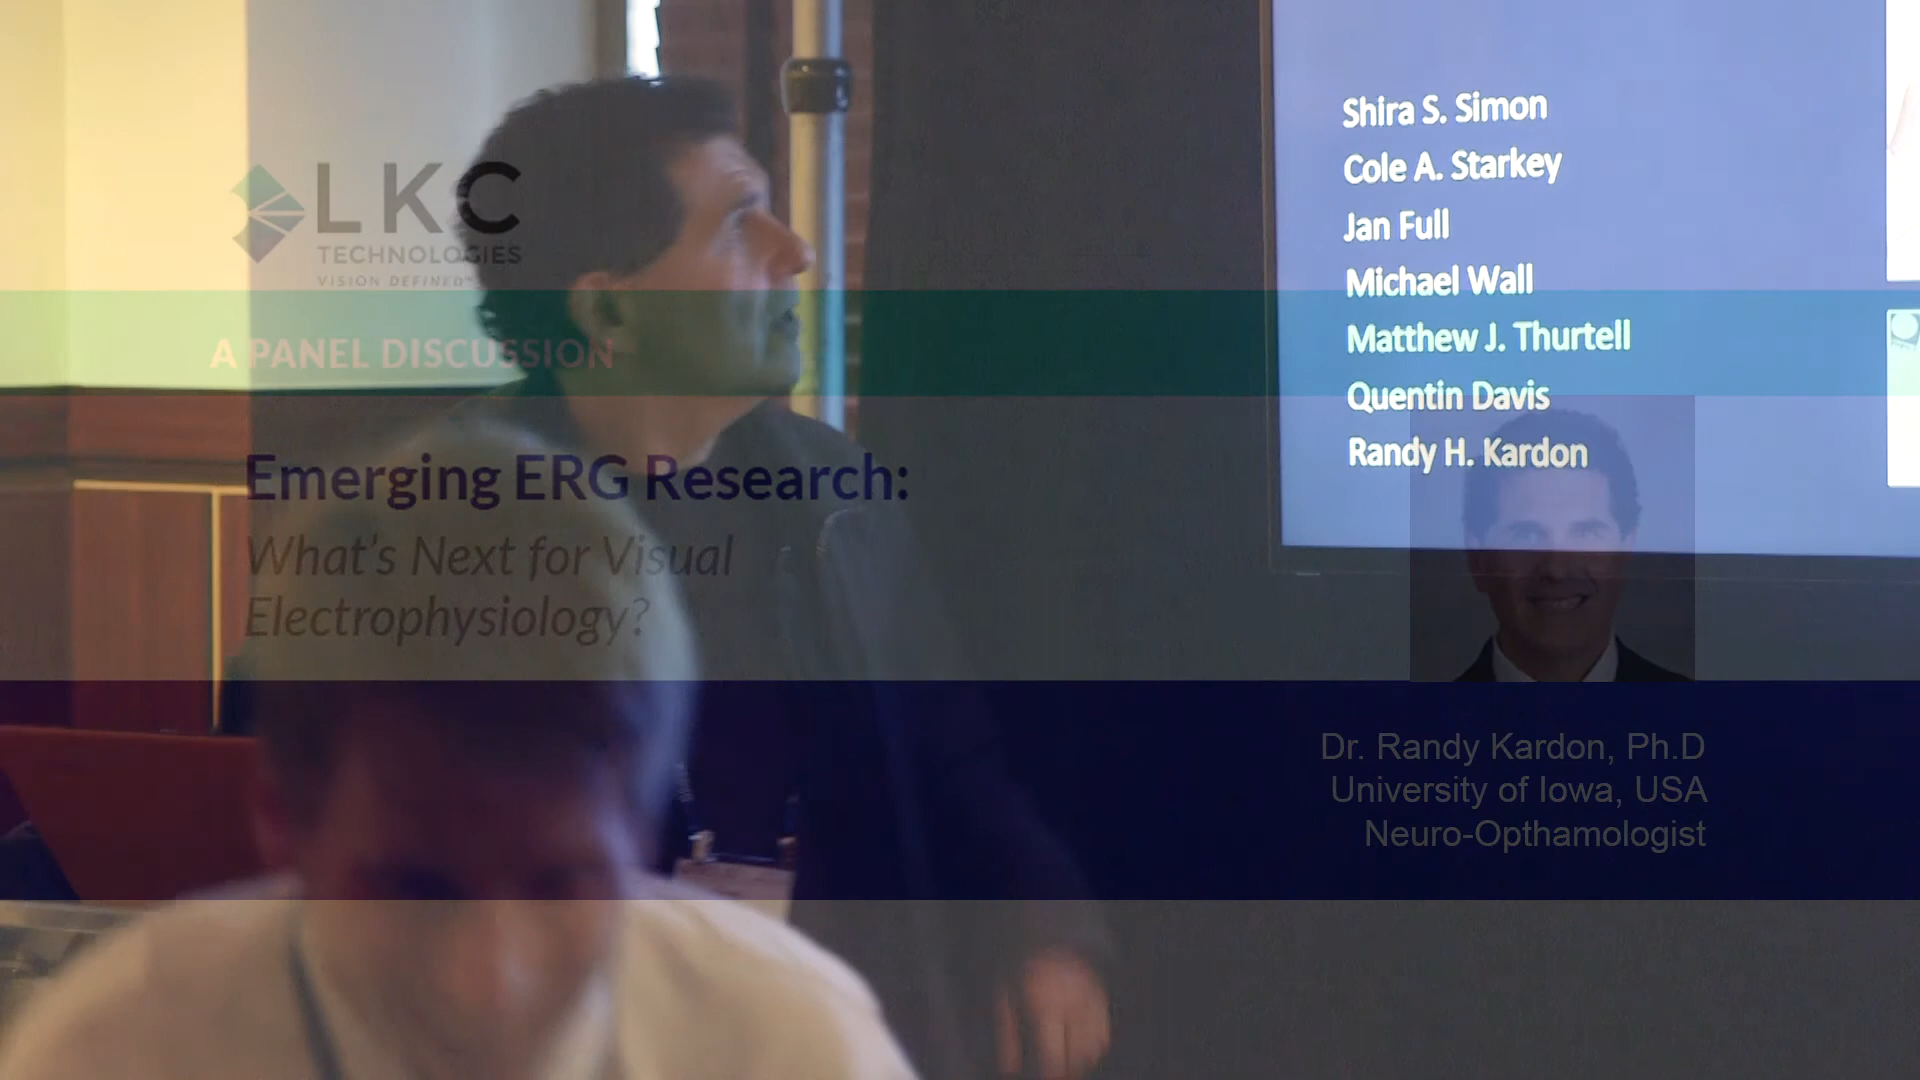 LKC
TECHNOLOGIES
VISION DEFINED™
A PANEL DISCUSSION
Emerging ERG Research:
What's Next for Visual
Electrophysiology?
Shira S. Simon
Cole A. Starkey
Jan Full
Michael Wall
Matthew J. Thurtell
Quentin Davis
Randy H. Kardon
Dr. Randy Kardon, Ph.D
University of Iowa, USA
Neuro-Opthamologist